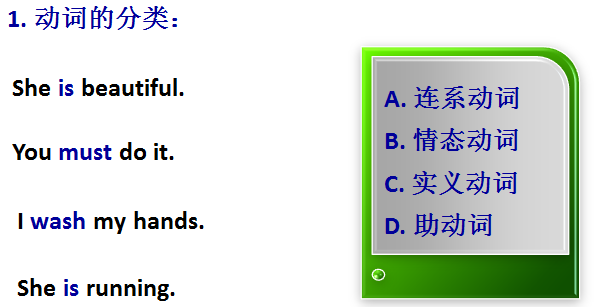 1. 动词的分类：
She is beautiful.
You must do it.
I wash my hands.
She is running.
A. 连系动词
B. 情态动词
C. 实义动词
D. 助动词